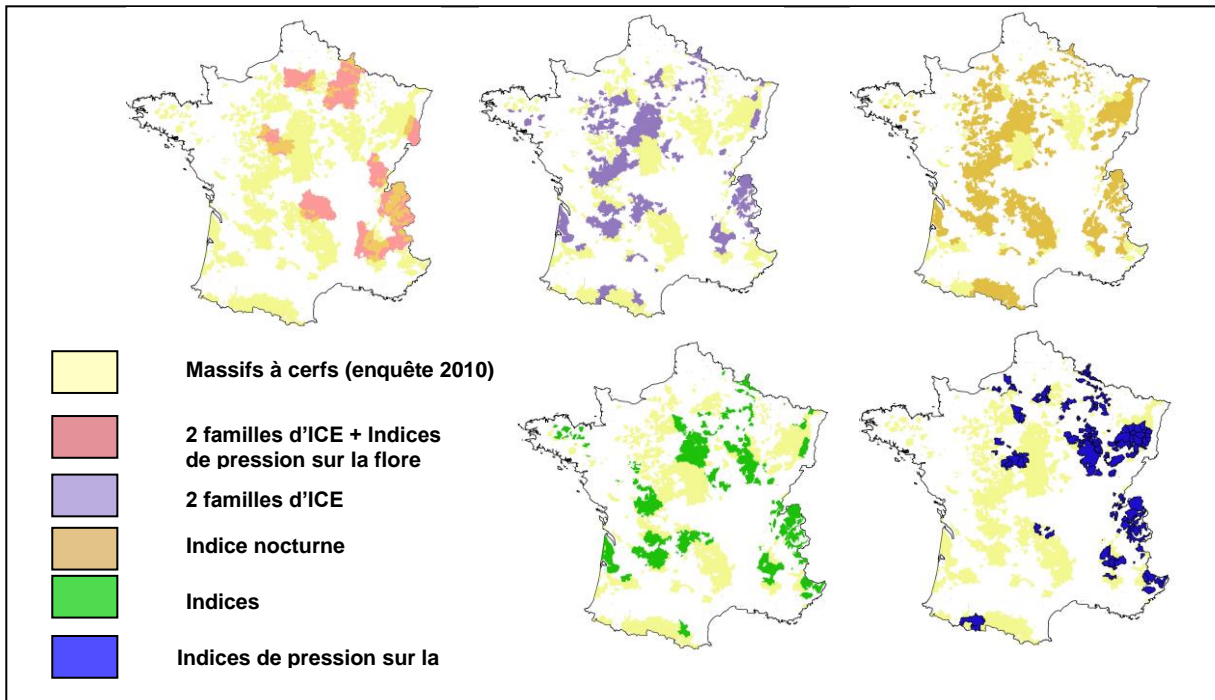 Massifs à cerfs (enquête 2010)
2 familles d’ICE + Indices
de pression sur la flore
2 familles d’ICE
Indice nocturne
Indices
Indices de pression sur la